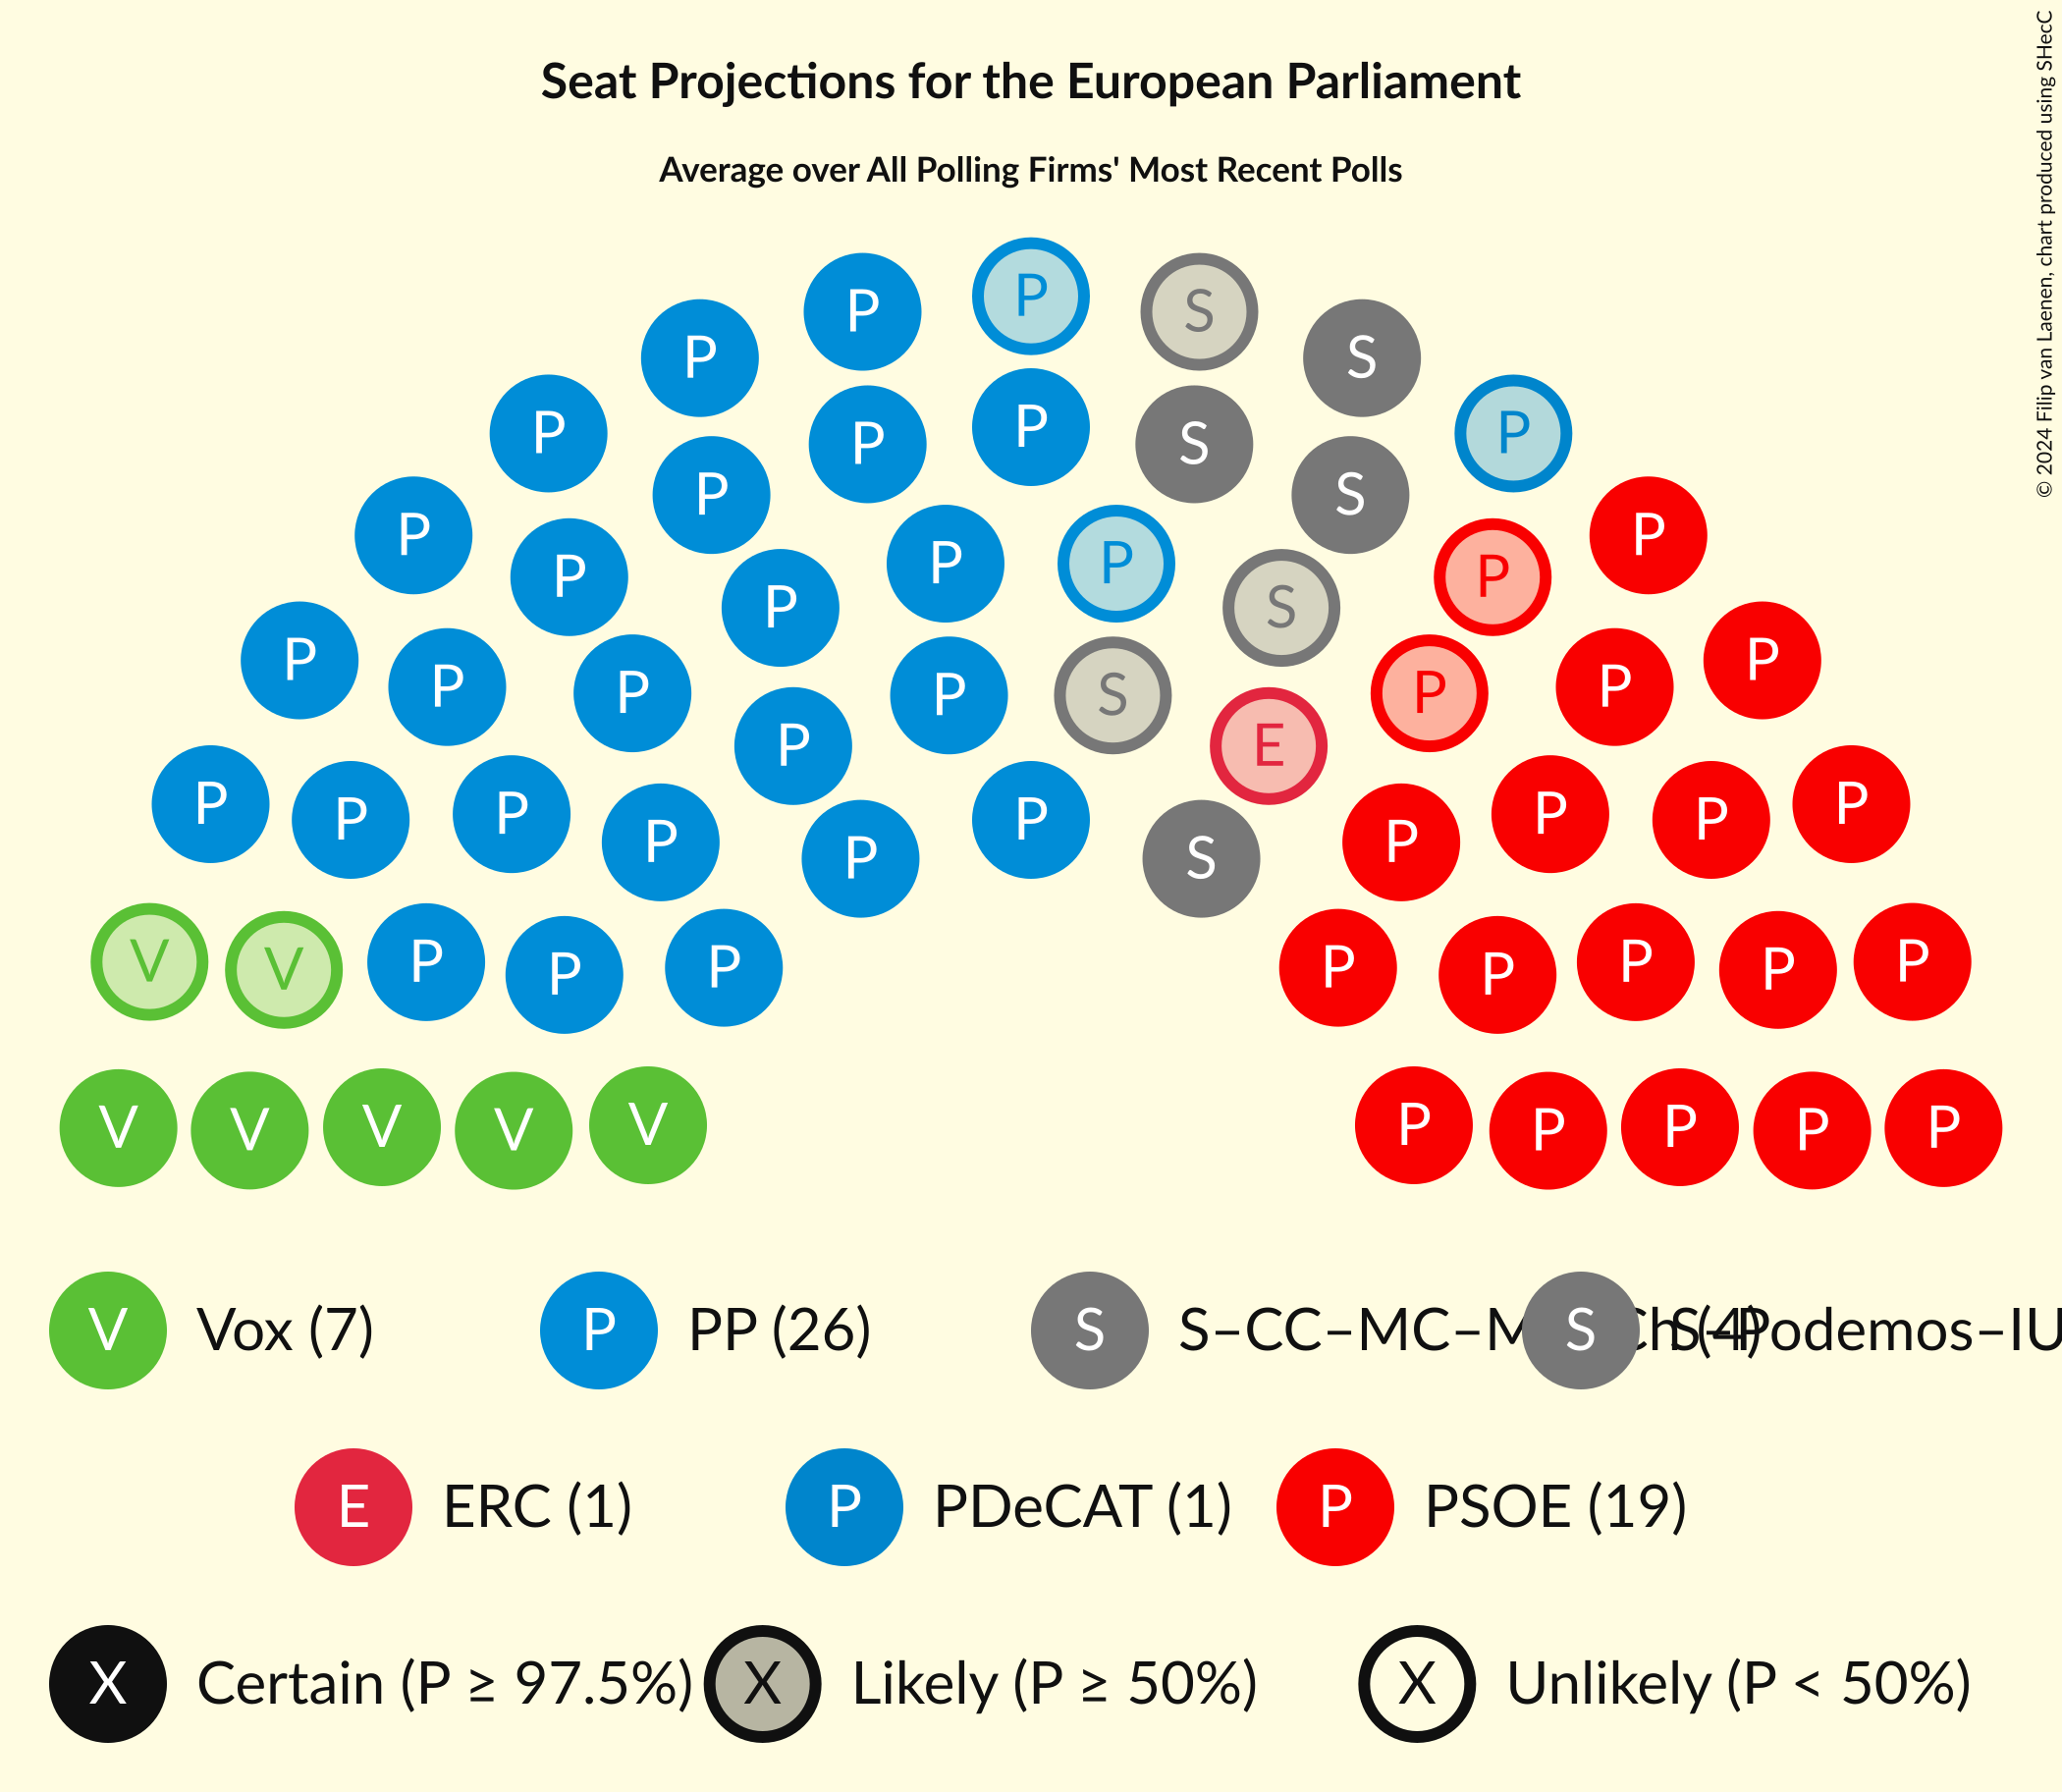 Seat Projections for the European Parliament
Average over All Polling Firms' Most Recent Polls
© 2024 Filip van Laenen, chart produced using SHecC
P
P P S S
P P
P P P S S P P
P P P P
P P P S P
P P P P P S E P P P
P P P P P P S P P P P
V V P P P P P P P P
V V V V V P P P P P
V Vox (7) P PP (26) S S–CC–MC–M S S–Podemos–IU
E ERC (1) P PDeCAT (1) P PSOE (19)
X Certain (P ≥ 97.5%) X Likely (P ≥ 50%) X Unlikely (P < 50%)